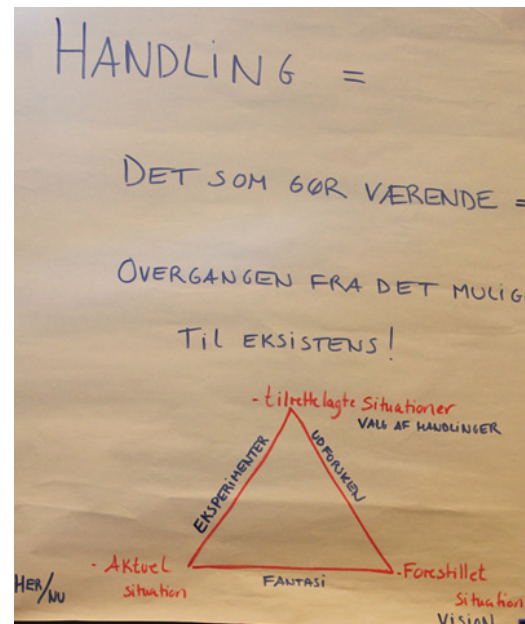 HANDLING =
DET SOM GØR VÆRENDE =
OVERGANGEN FRA DET MULIG
TIL EKSISTENS!
- tilrettelagte Situationer
VALG AF HANDLINGER
EKSPERIMENTER
UDFORSKEN
- Aktuel
situation
HER/NU
FANTASI
- Forestillet
Situation
VISION